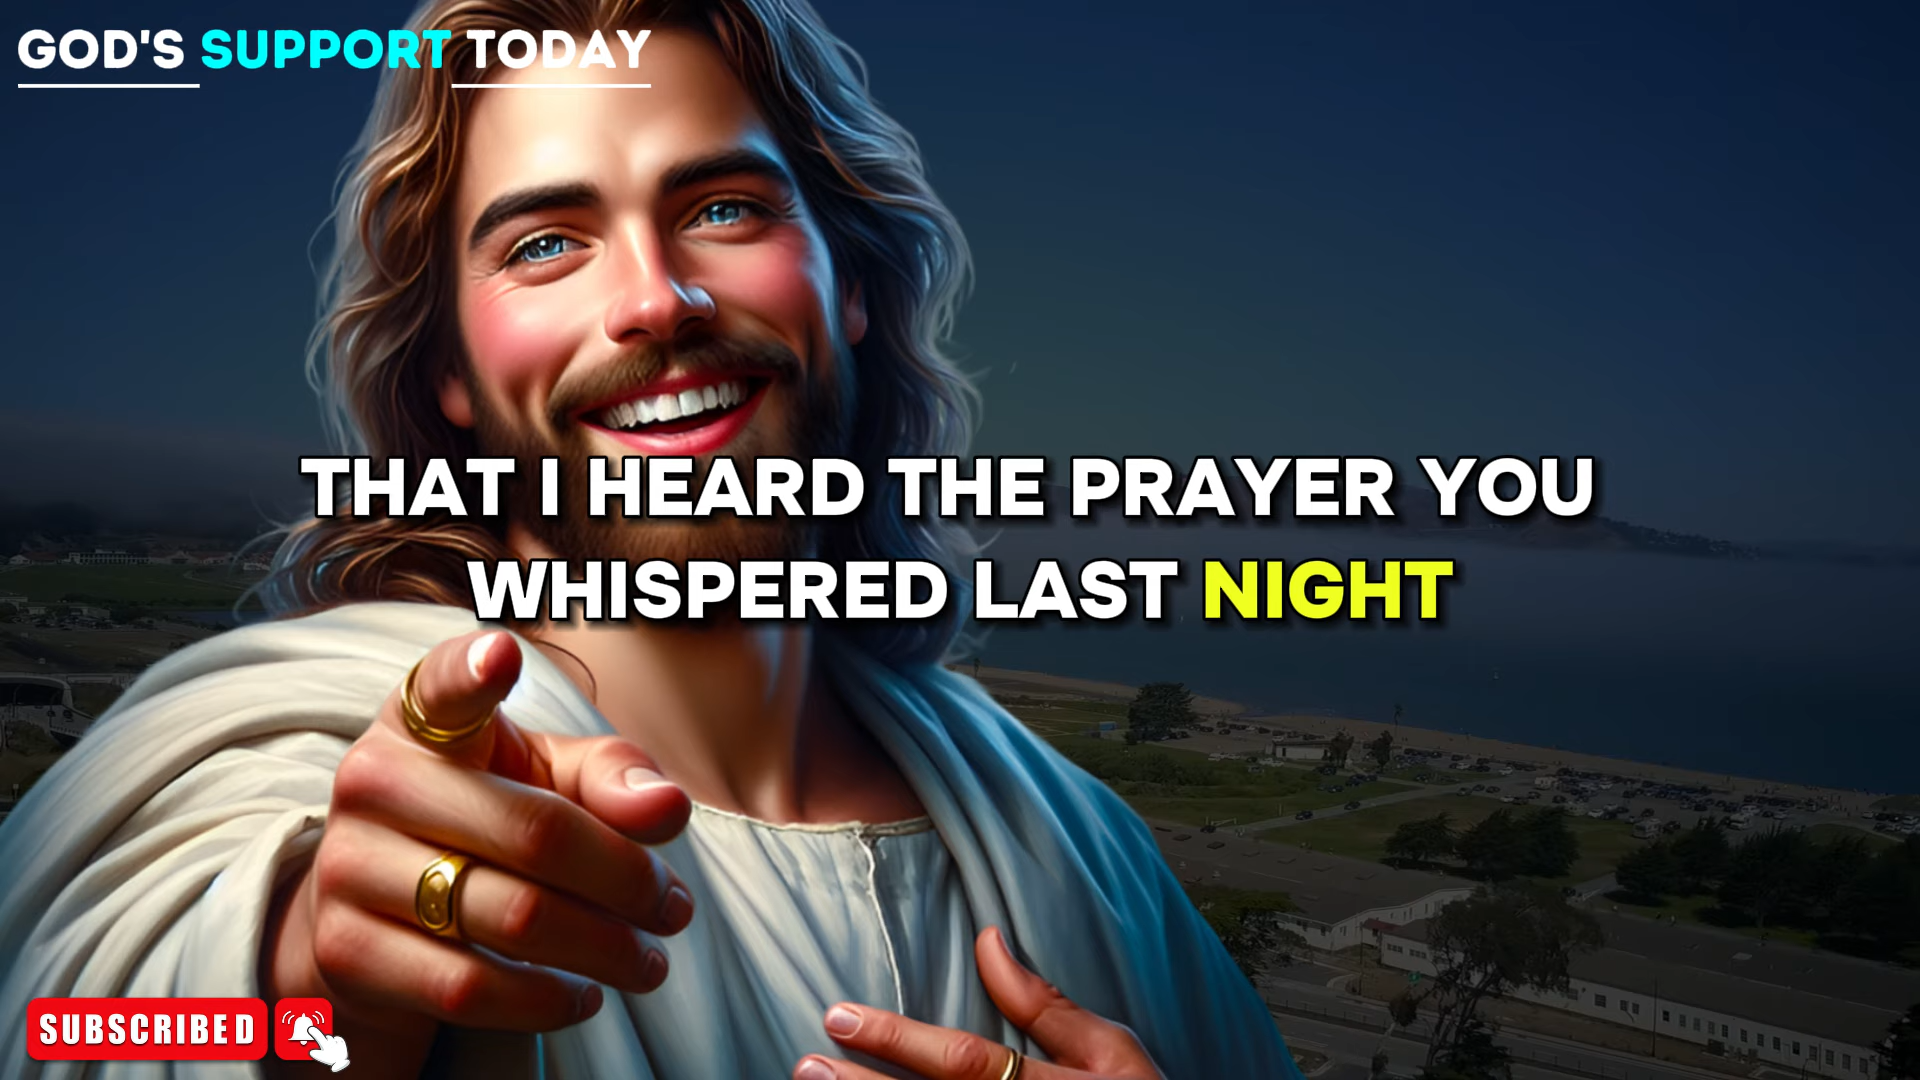 GOD'S SUPPORT TODAY
THAT I HEARD THE PRAYER YOU
WHISPERED LAST NIGHT
SUBSCRIBED